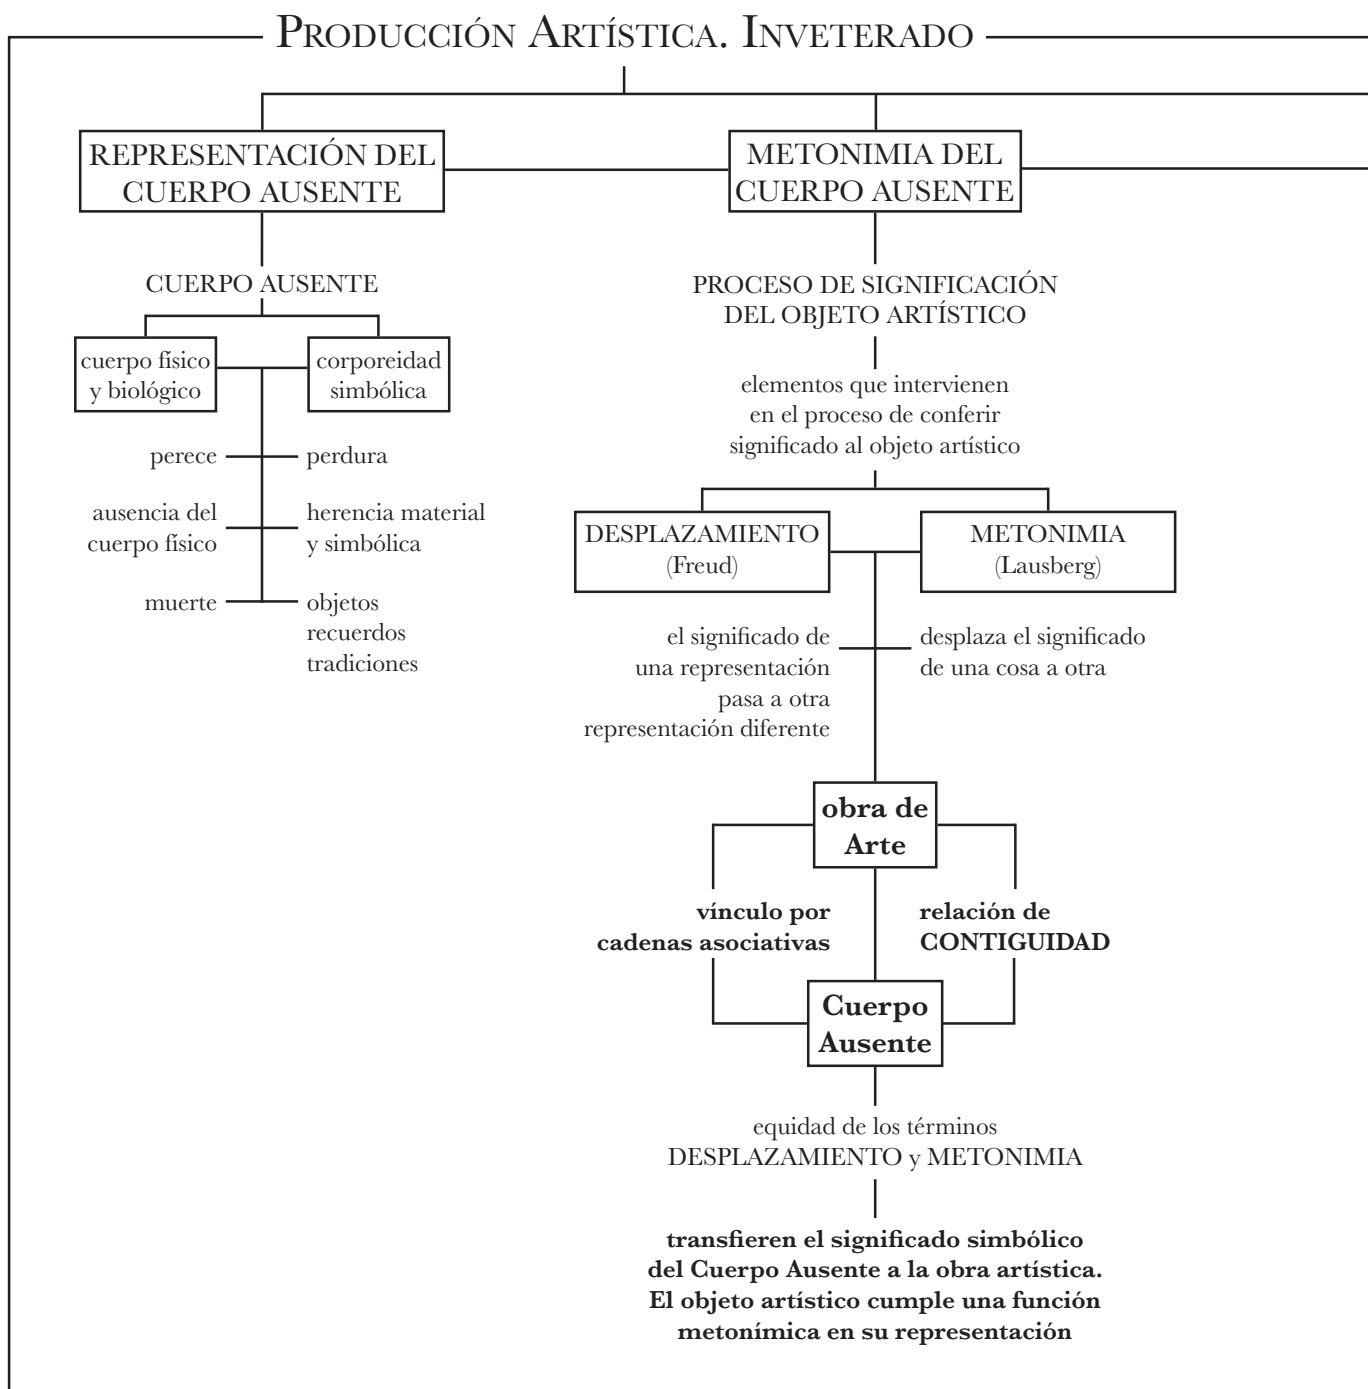 PRODUCCIÓN ARTÍSTICA. INVETERADO
REPRESENTACIÓN DEL
CUERPO AUSENTE
METONIMIA DEL
CUERPO AUSENTE
CUERPO AUSENTE
cuerpo físico
y biológico
corporeidad
simbólica
perece
perdura
ausencia del
cuerpo físico
herencia material
y simbólica
muerte
objetos
recuerdos
tradiciones
PROCESO DE SIGNIFICACIÓN
DEL OBJETO ARTÍSTICO
elementos que intervienen
en el proceso de conferir
significado al objeto artístico
DESPLAZAMIENTO
(Freud)
METONIMIA
(Lausberg)
el significado de
una representación
pasa a otra
representación diferente
desplaza el significado
de una cosa a otra
obra de
Arte
vínculo por
cadenas asociativas
relación de
CONTIGUIDAD
Cuerpo
Ausente
equidad de los términos
DESPLAZAMIENTO y METONIMIA
transfieren el significado simbólico
del Cuerpo Ausente a la obra artística.
El objeto artístico cumple una función
metonímica en su representación